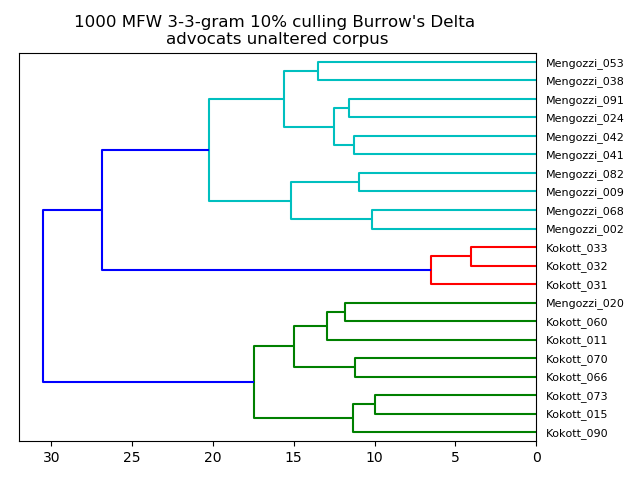 1000 MFW 3-3-gram 10% culling Burrow's Delta
advocats unaltered corpus
Mengozzi_053
Mengozzi_038
Mengozzi_091
Mengozzi_024
Mengozzi_042
Mengozzi_041
Mengozzi_082
Mengozzi_009
Mengozzi_068
Mengozzi_002
Kokott_033
Kokott_032
Kokott_031
Mengozzi_020
Kokott_060
Kokott_011
Kokott_070
Kokott_066
Kokott_073
Kokott_015
Kokott_090
30 25 20 15 10 5 0